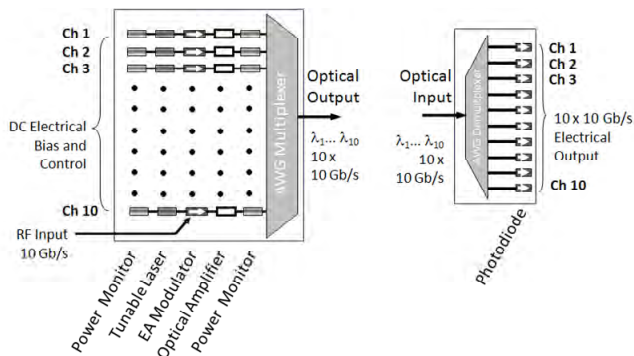 Ch 1
Ch 2
Ch 3
DC Electrical
Bias and
Control
Ch 10
RF Input
10 Gb/s
Power Monitor
Tunable Laser
EA Modulator
Optical Amplifier
Power Monitor
AWG Multiplexer
Optical
Output
λ1... λ10
10 x
10 Gb/s
Optical
Input
λ1... λ10
10 x
10 Gb/s
AWG Demultiplexer
Ch 1
Ch 2
Ch 3
10 x 10 Gb/s
Electrical
Output
Ch 10
Photodiode